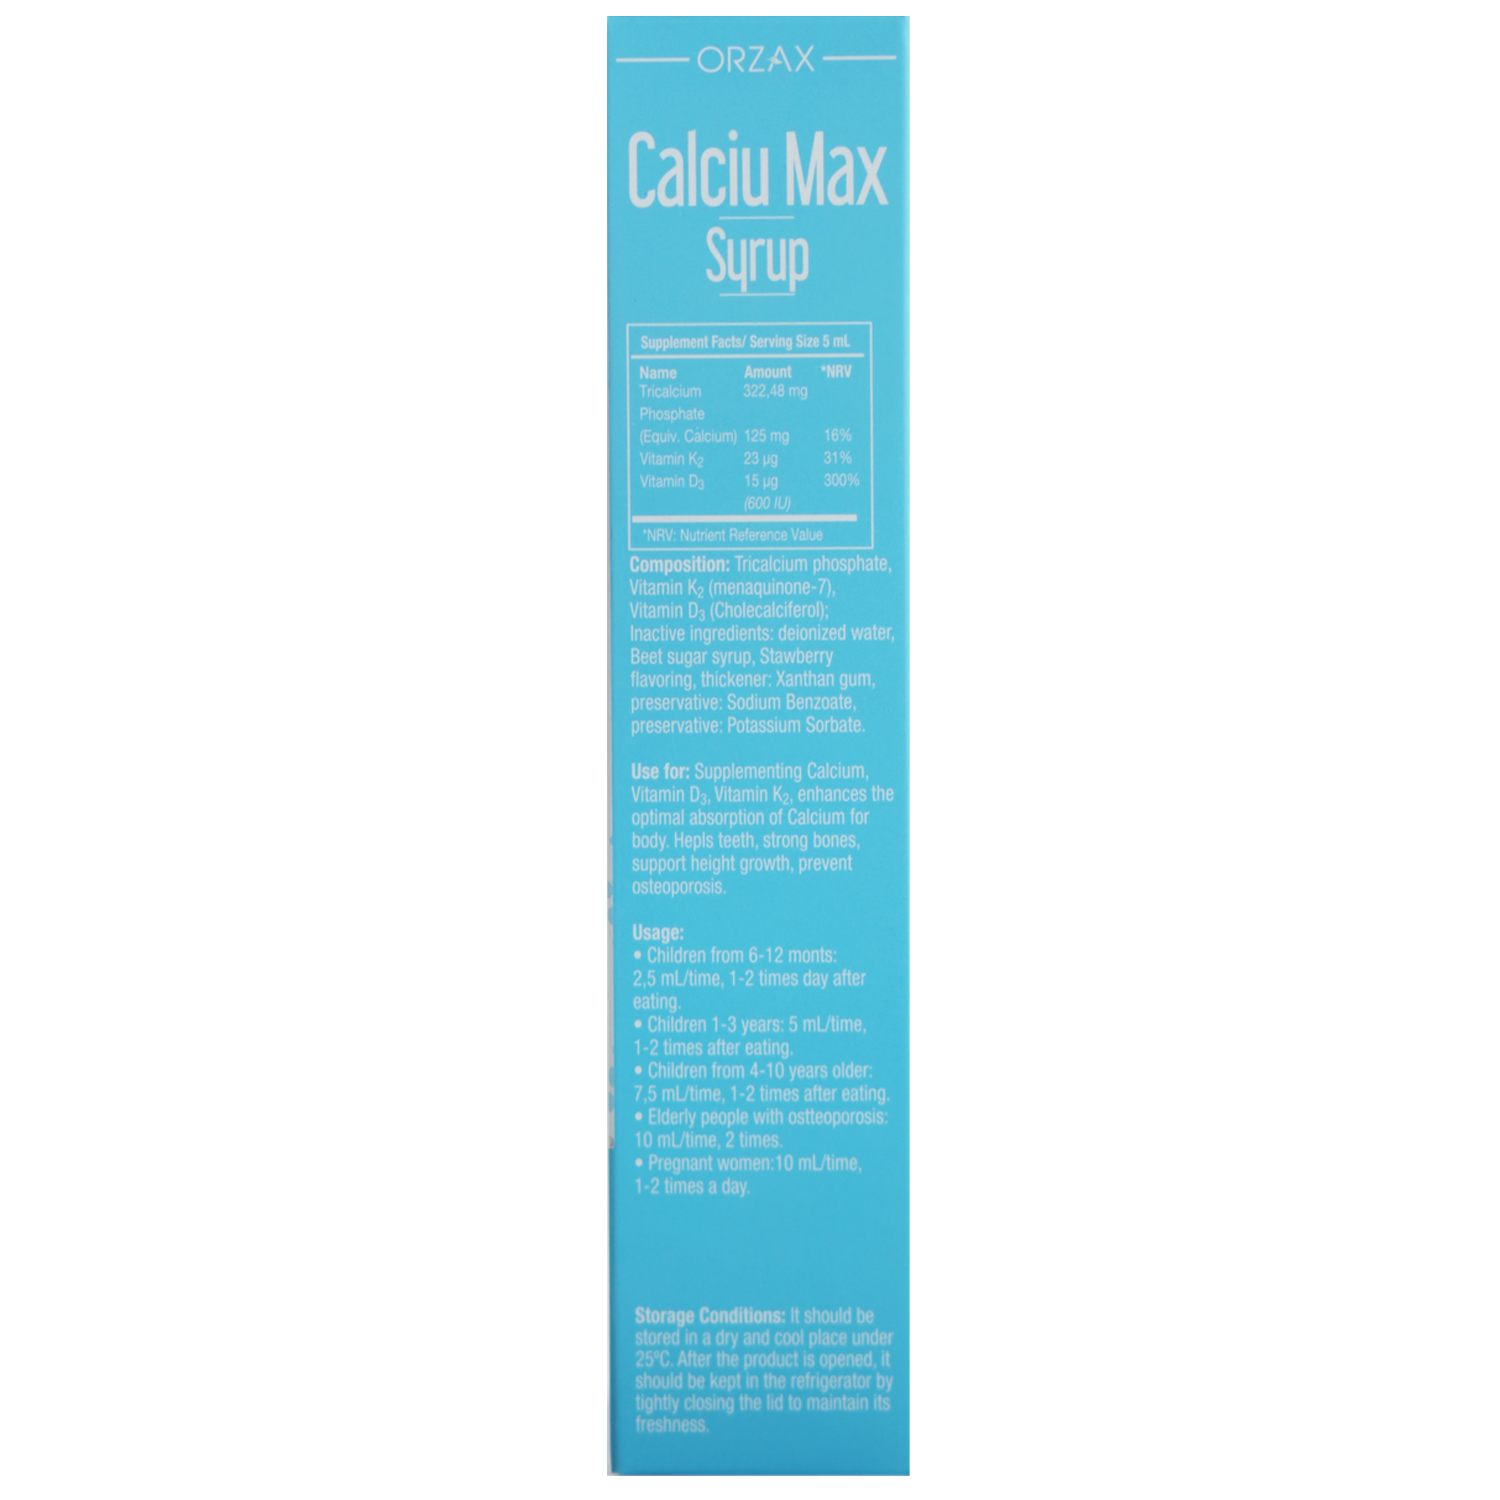 ORZAX
Calciu Max
Syrup
Supplement Facts/ Serving Size 5 mL
Name Amount *NRV
Tricalcium 322,48 mg
Phosphate
(Equiv. Calcium) 125 mg 16%
Vitamin K₂ 23 µg 31%
Vitamin D₃ 15 µg 300%
(600 IU)
*NRV: Nutrient Reference Value
Composition: Tricalcium phosphate,
Vitamin K₂ (menaquinone-7),
Vitamin D₃ (Cholecalciferol);
Inactive ingredients: deionized water,
Beet sugar syrup, Stawberry
flavoring, thickener: Xanthan gum,
preservative: Sodium Benzoate,
preservative: Potassium Sorbate.
Use for: Supplementing Calcium,
Vitamin D₃, Vitamin K₂, enhances the
optimal absorption of Calcium for
body. Hepls teeth, strong bones,
support height growth, prevent
osteoporosis.
Usage:
• Children from 6-12 monts:
2,5 mL/time, 1-2 times day after
eating.
• Children 1-3 years: 5 mL/time,
1-2 times after eating.
• Children from 4-10 years older:
7,5 mL/time, 1-2 times after eating.
• Elderly people with ostteoporosis:
10 mL/time, 2 times.
• Pregnant women:10 mL/time,
1-2 times a day.
Storage Conditions: It should be
stored in a dry and cool place under
25ºC. After the product is opened, it
should be kept in the refrigerator by
tightly closing the lid to maintain its
freshness.